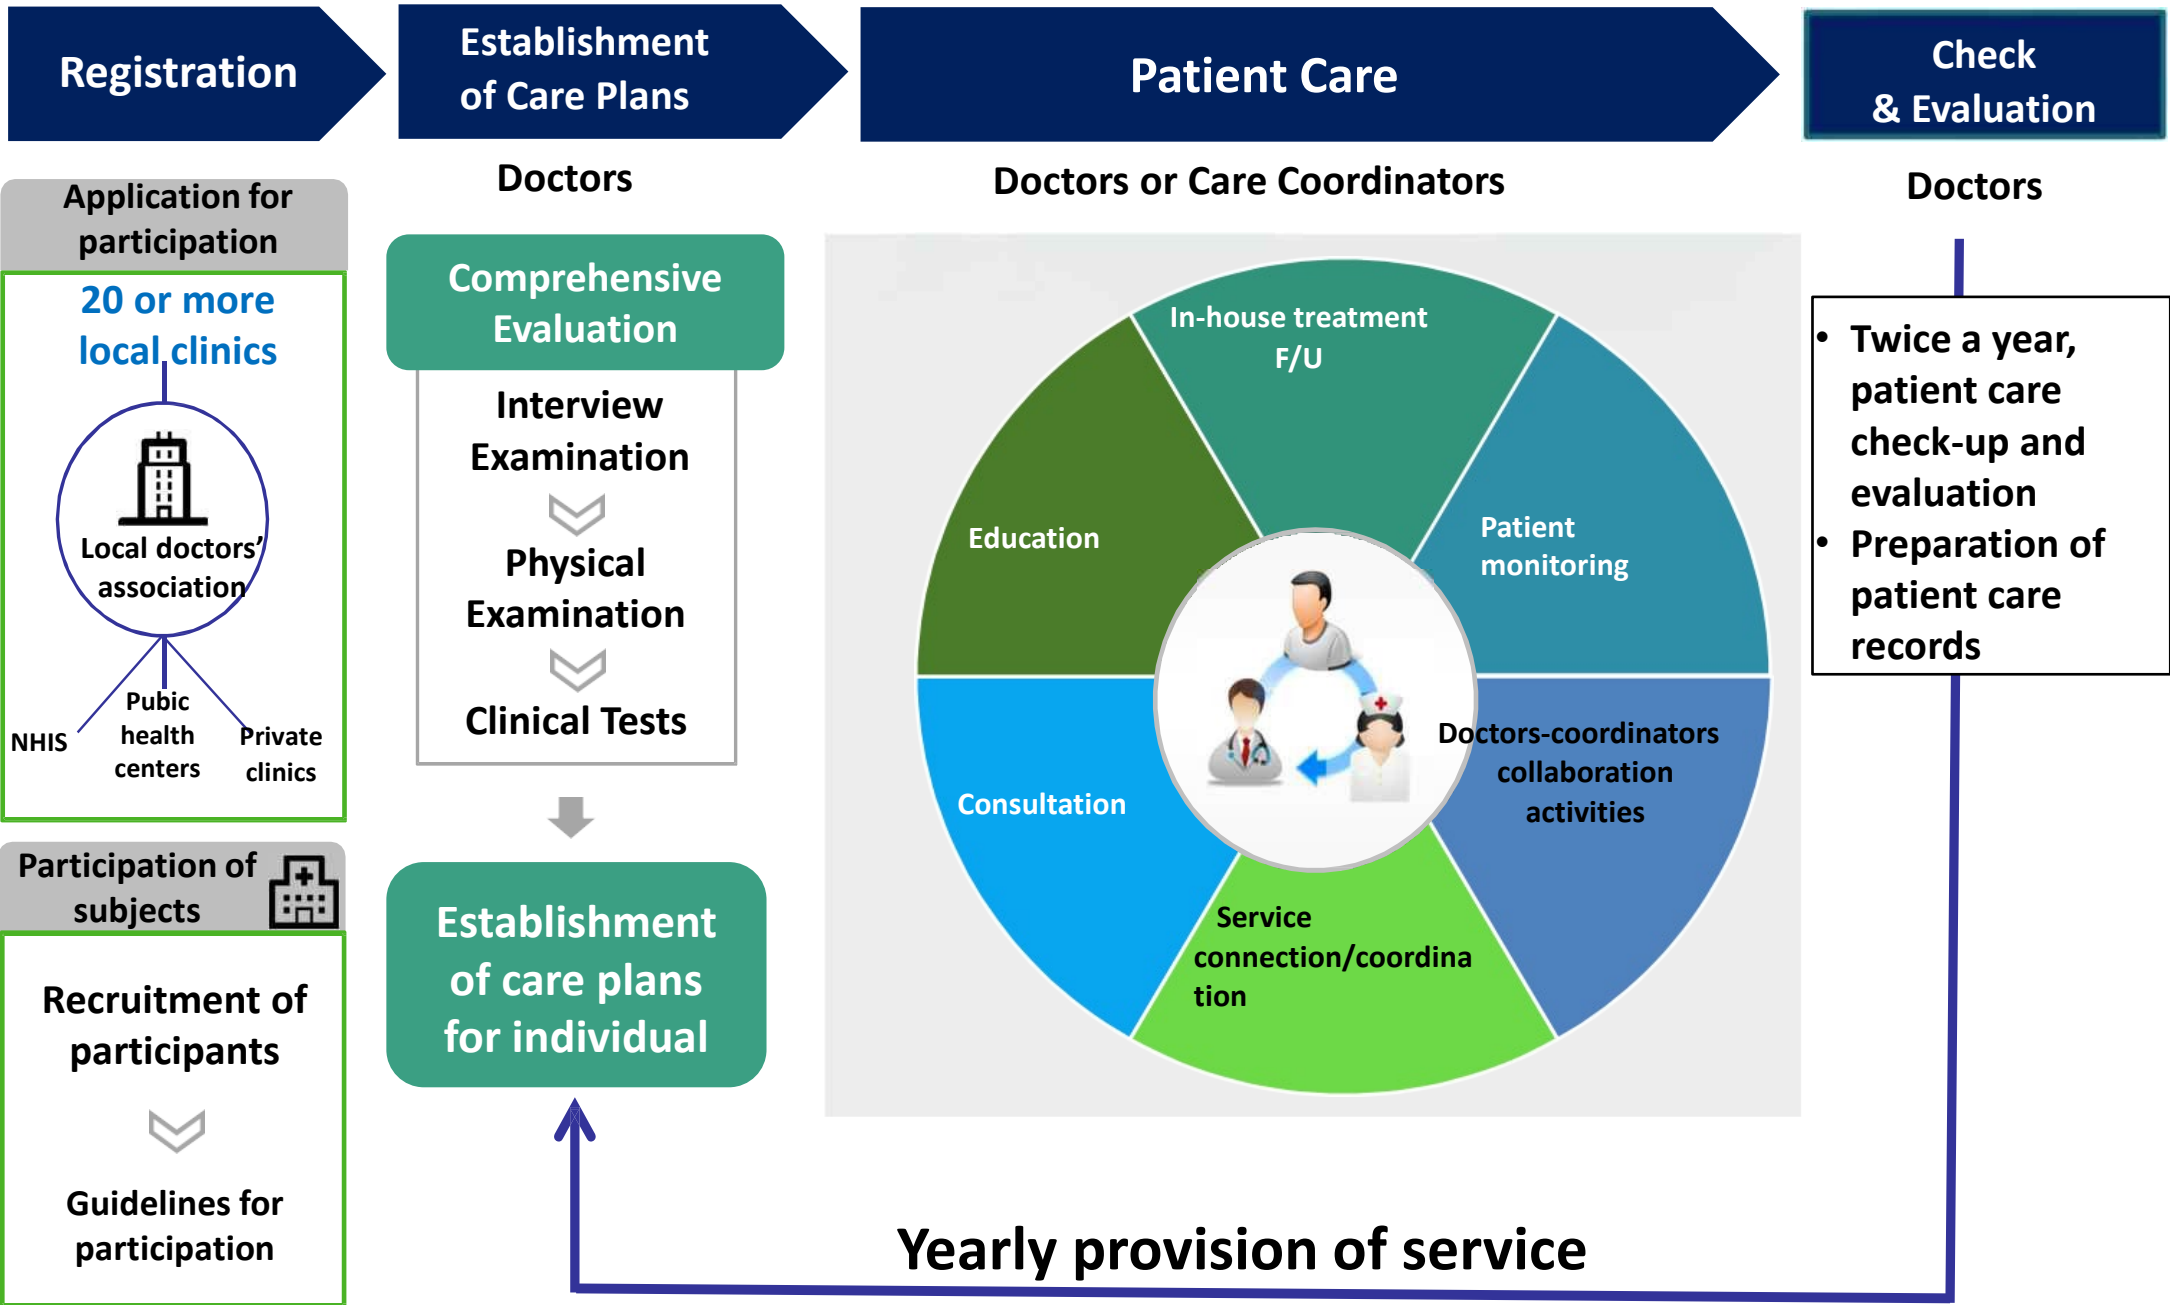 Registration
Establishment
of Care Plans
Patient Care
Check
& Evaluation
Application for
participation
20 or more
local clinics
Local doctors'
association
NHIS
Pubic
health
centers
Private
clinics
Participation of
subjects
Recruitment of
participants
Guidelines for
participation
Doctors
Comprehensive
Evaluation
Interview
Examination
Physical
Examination
Clinical Tests
Establishment
of care plans
for individual
Doctors or Care Coordinators
In-house treatment
F/U
Patient
monitoring
Doctors-coordinators
collaboration
activities
Service
connection/coordina
tion
Consultation
Education
Doctors
• Twice a year,
patient care
check-up and
evaluation
• Preparation of
patient care
records
Yearly provision of service